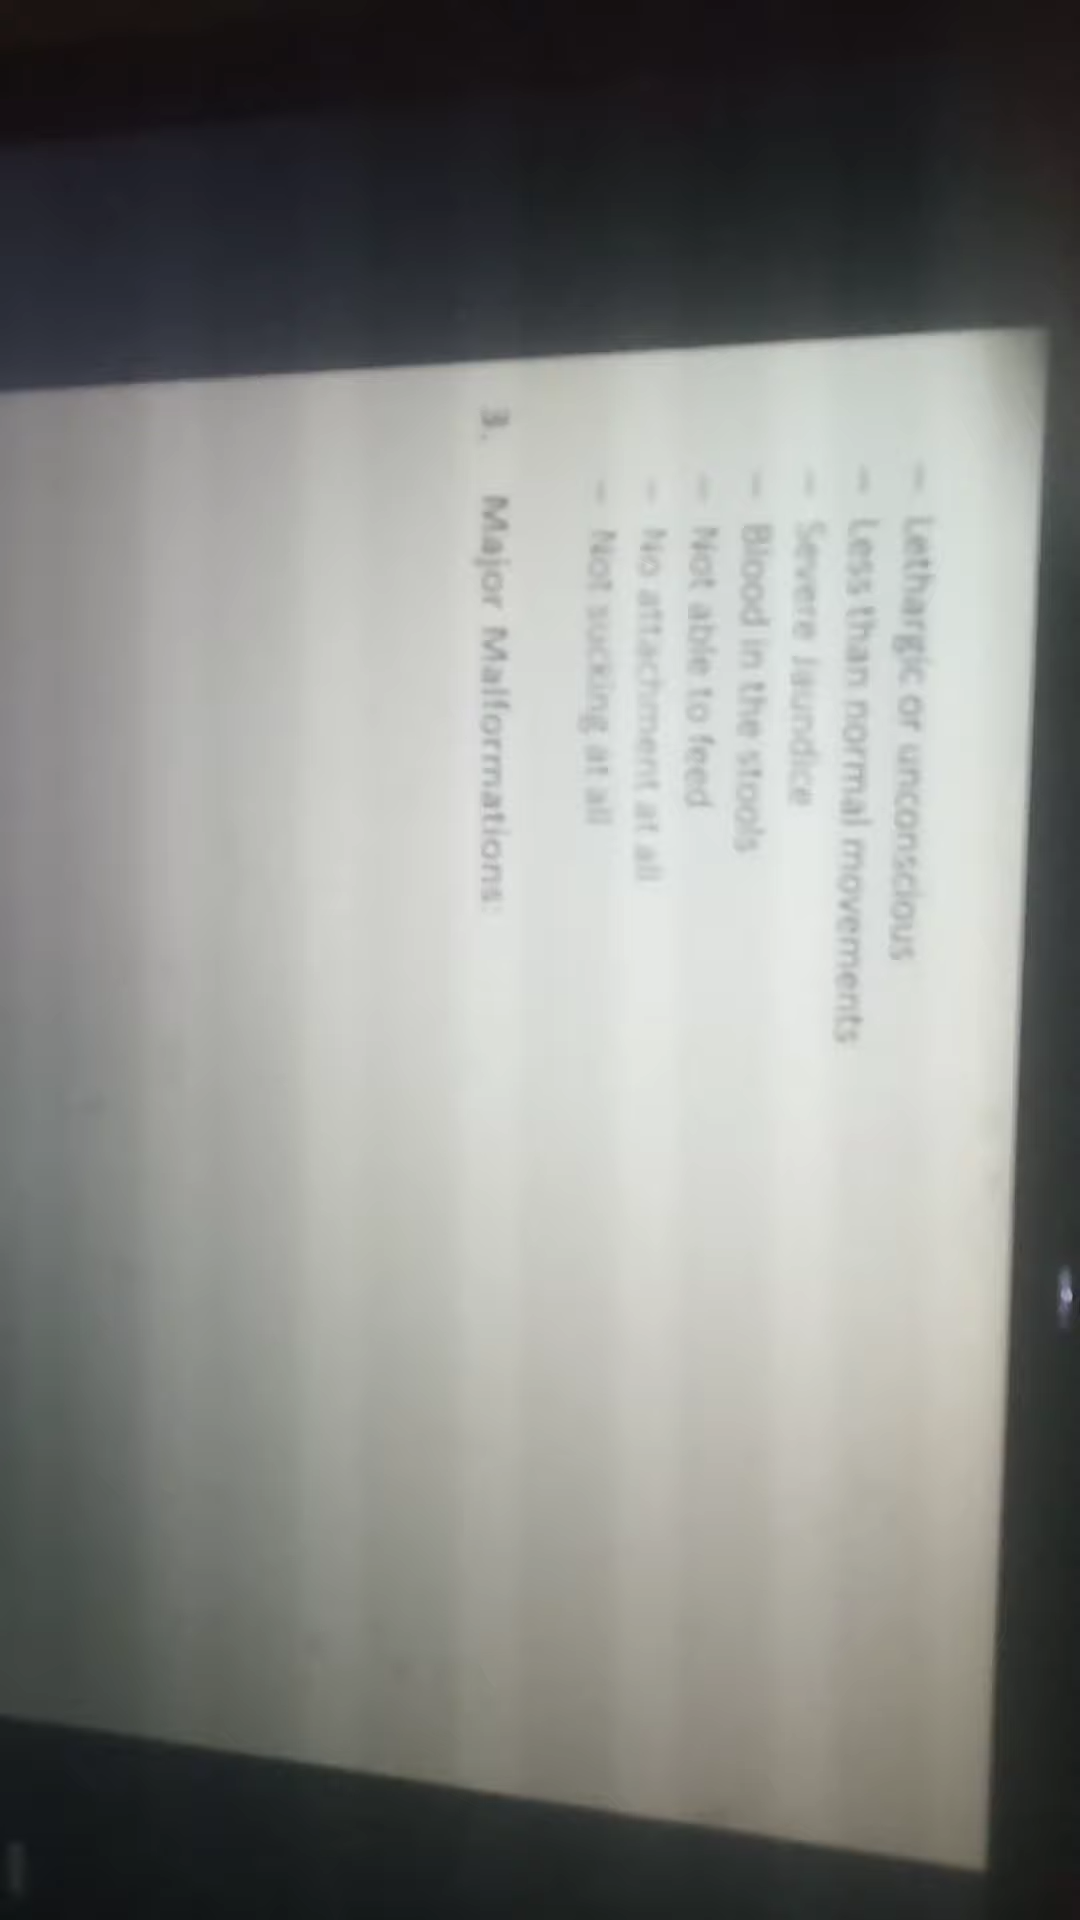 – Lethargic or unconscious
– Less than normal movements
– Severe Jaundice
– Blood in the stools
– Not able to feed
– No attachment at all
– Not sucking at all
3. Major Malformations: